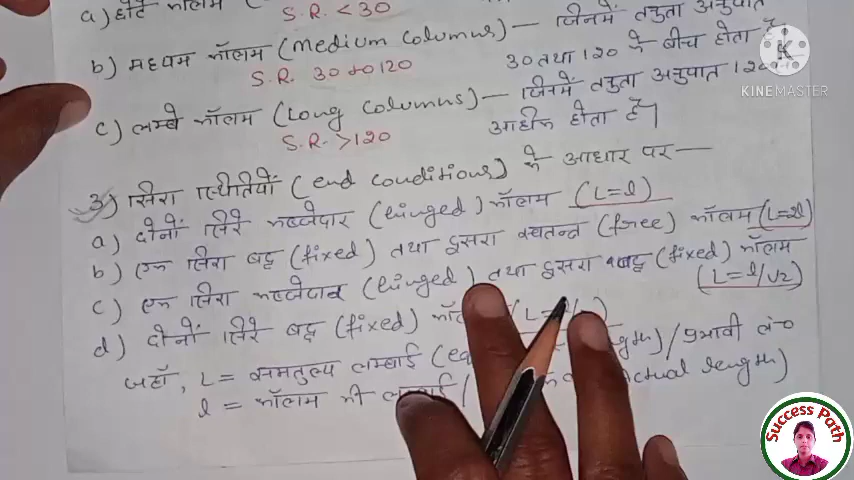 a) छोटे कॉलम (
S.R. < 30
b) मध्यम कॉलम (Medium Columns) — जिनमें तनुता अनुपात
30 तथा 120 के बीच होता है
S.R. 30 to 120
c) लम्बे कॉलम (Long Columns) — जिनमें तनुता अनुपात 120
अधिक होता है।
S.R. >120
3) सिरा स्थितियों (end conditions) के आधार पर —
a) दोनों सिरे कब्जेदार (hinged) कॉलम (L=l)
b) एक सिरा बद्ध (fixed) तथा दूसरा स्वतन्त्र (free) कॉलम (L=2l)
c) एक सिरा कब्जेदार (hinged) तथा दूसरा बद्ध (fixed) कॉलम
(L=l/√2)
d) दोनों सिरे बद्ध (fixed) (L=
जहाँ, L = समतुल्य लम्बाई / प्रभावी ल०
l = कॉलम की लम्बाई / actual length)
KINEMASTER
Success Path